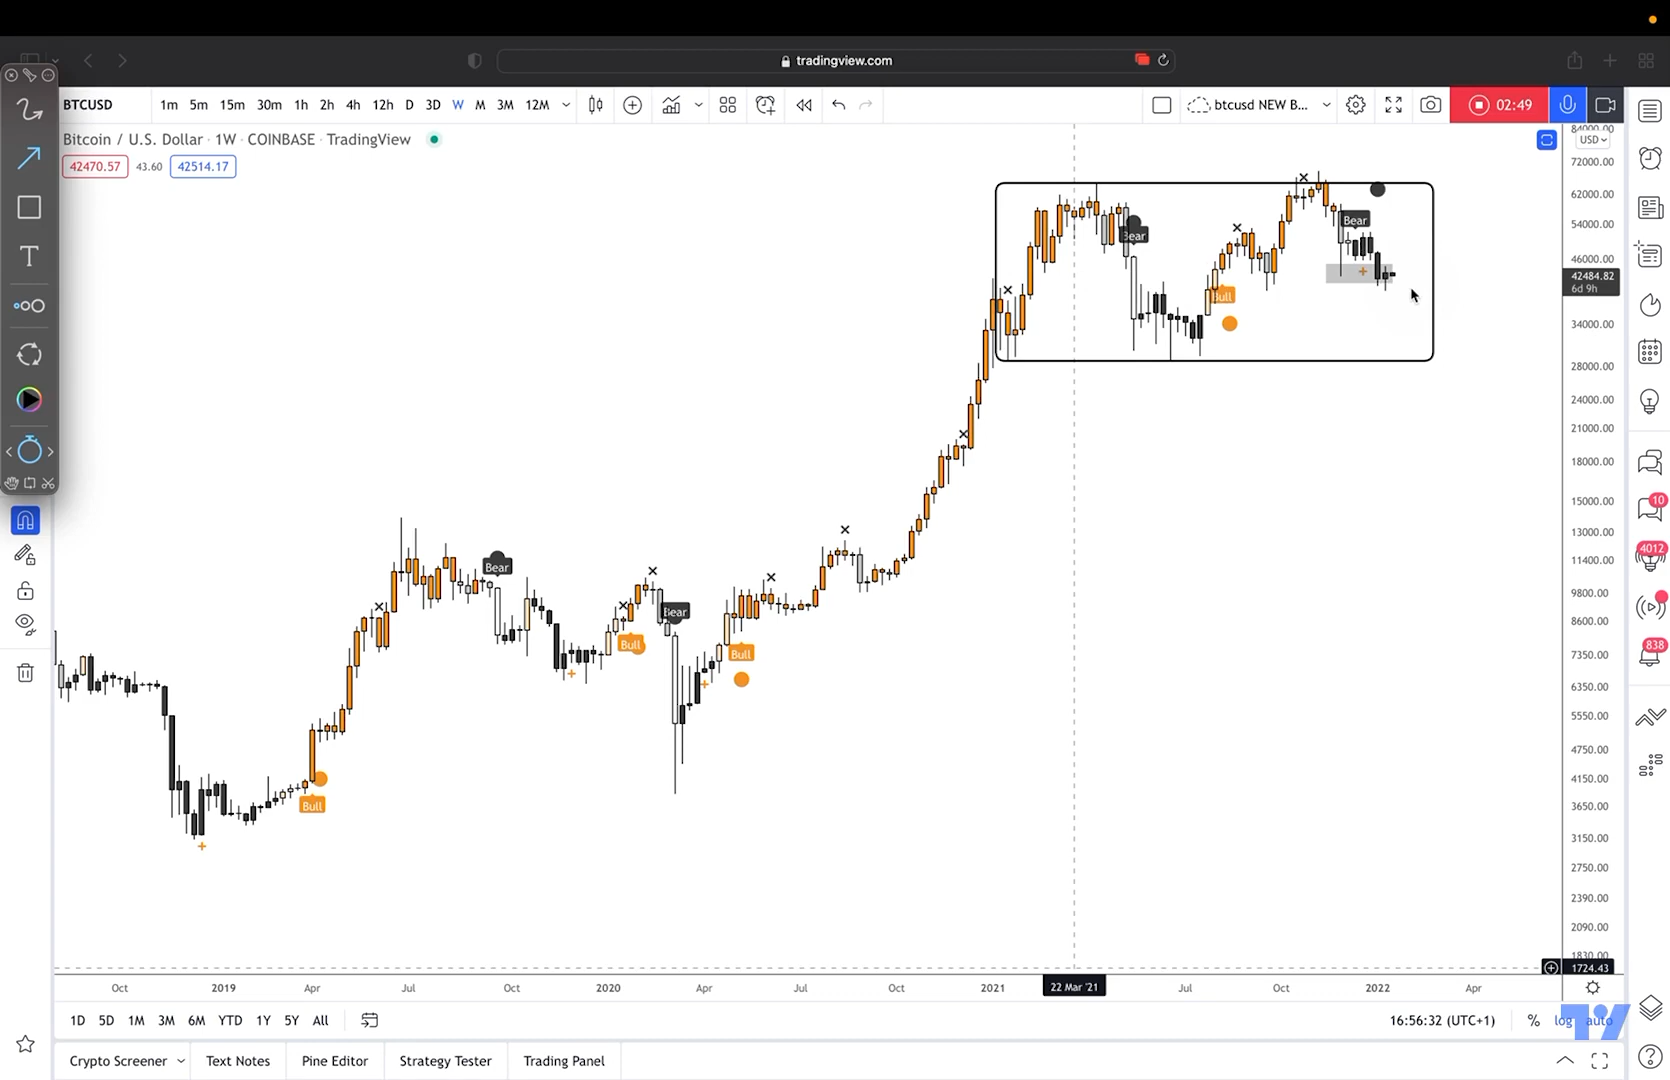 tradingview.com
BTCUSD 1m 5m 15m 30m 1h 2h 4h 12h D 3D W M 3M 12M btcusd NEW B... 02:49
Bitcoin / U.S. Dollar · 1W · COINBASE · TradingView
42470.57 43.60 42514.17
T
USD
84000.00
72000.00
62000.00
54000.00
46000.00
42484.82
6d 9h
34000.00
28000.00
24000.00
21000.00
18000.00
15000.00
13000.00
11400.00
9800.00
8600.00
7350.00
6350.00
5550.00
4750.00
4150.00
3650.00
3150.00
2750.00
2390.00
2090.00
1830.00
1724.43
Bear
Bear
Bull
Bear
Bear
Bull
Bull
Bull
10
4012
838
Oct 2019 Apr Jul Oct 2020 Apr Jul Oct 2021 22 Mar '21 Jul Oct 2022 Apr
1D 5D 1M 3M 6M YTD 1Y 5Y All 16:56:32 (UTC+1) % log auto
Crypto Screener Text Notes Pine Editor Strategy Tester Trading Panel